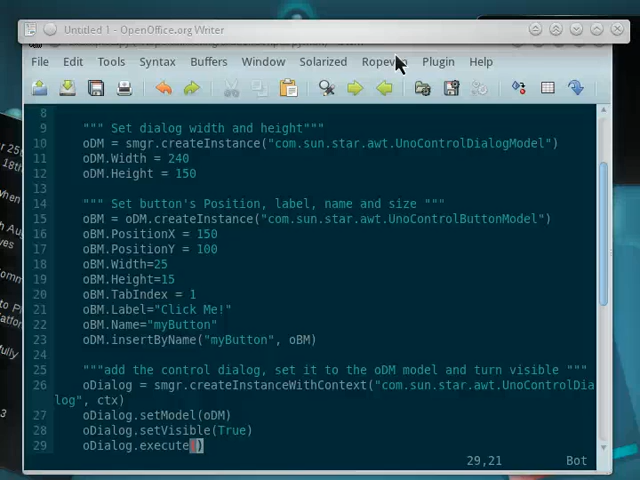 Untitled 1 - OpenOffice.org Writer
File Edit Tools Syntax Buffers Window Solarized Plugin Help
8
9 """ Set dialog width and height"""
10 oDM = smgr.createInstance("com.sun.star.awt.UnoControlDialogModel")
11 oDM.Width = 240
12 oDM.Height = 150
13
14 """ Set button's Position, label, name and size """
15 oBM = oDM.createInstance("com.sun.star.awt.UnoControlButtonModel")
16 oBM.PositionX = 150
17 oBM.PositionY = 100
18 oBM.Width=25
19 oBM.Height=15
20 oBM.TabIndex = 1
21 oBM.Label="Click Me!"
22 oBM.Name="myButton"
23 oDM.insertByName("myButton", oBM)
24
25 """add the control dialog, set it to the oDM model and turn visible """
26 oDialog = smgr.createInstanceWithContext("com.sun.star.awt.UnoControlDia
log", ctx)
27 oDialog.setModel(oDM)
28 oDialog.setVisible(True)
29 oDialog.execute()
29,21 Bot